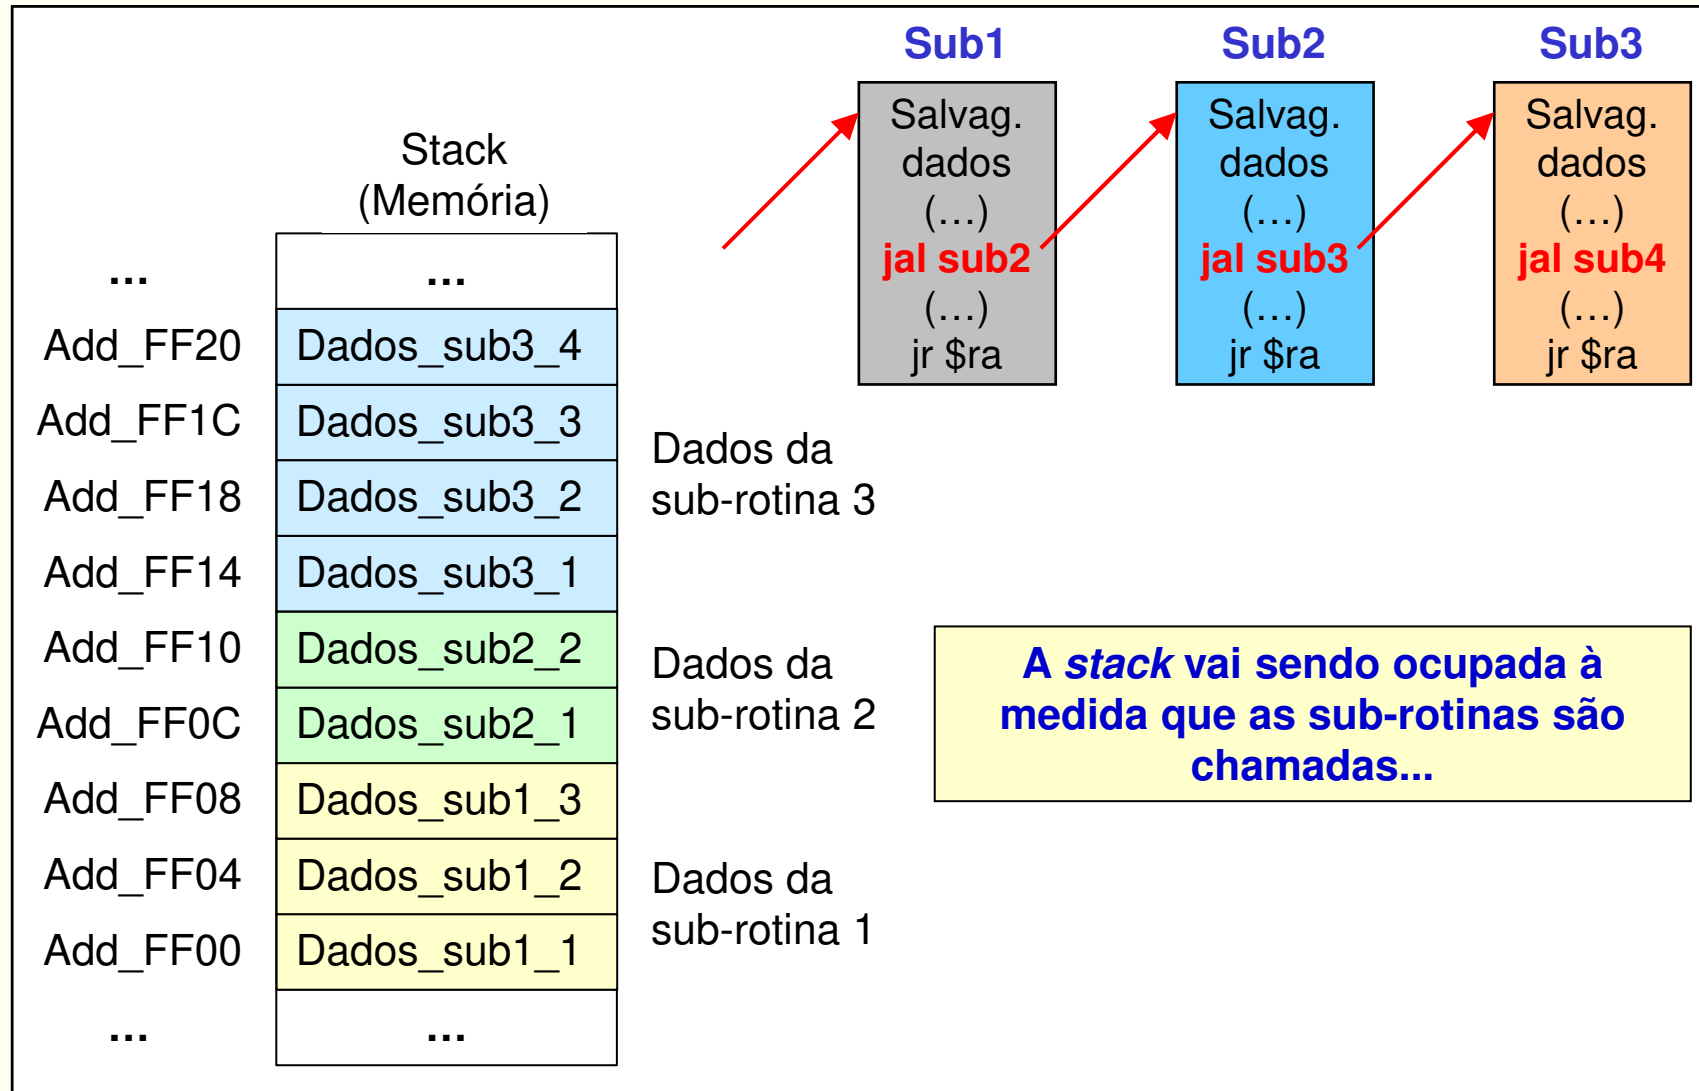 Sub1
Sub2
Sub3
Salvag.
dados
(...)
jal sub2
(...)
jr $ra
Salvag.
dados
(...)
jal sub3
(...)
jr $ra
Salvag.
dados
(...)
jal sub4
(...)
jr $ra
Stack
(Memória)
... ...
Add_FF20 Dados_sub3_4
Add_FF1C Dados_sub3_3
Add_FF18 Dados_sub3_2
Add_FF14 Dados_sub3_1
Add_FF10 Dados_sub2_2
Add_FF0C Dados_sub2_1
Add_FF08 Dados_sub1_3
Add_FF04 Dados_sub1_2
Add_FF00 Dados_sub1_1
... ...
Dados da
sub-rotina 3
Dados da
sub-rotina 2
Dados da
sub-rotina 1
A stack vai sendo ocupada à
medida que as sub-rotinas são
chamadas...